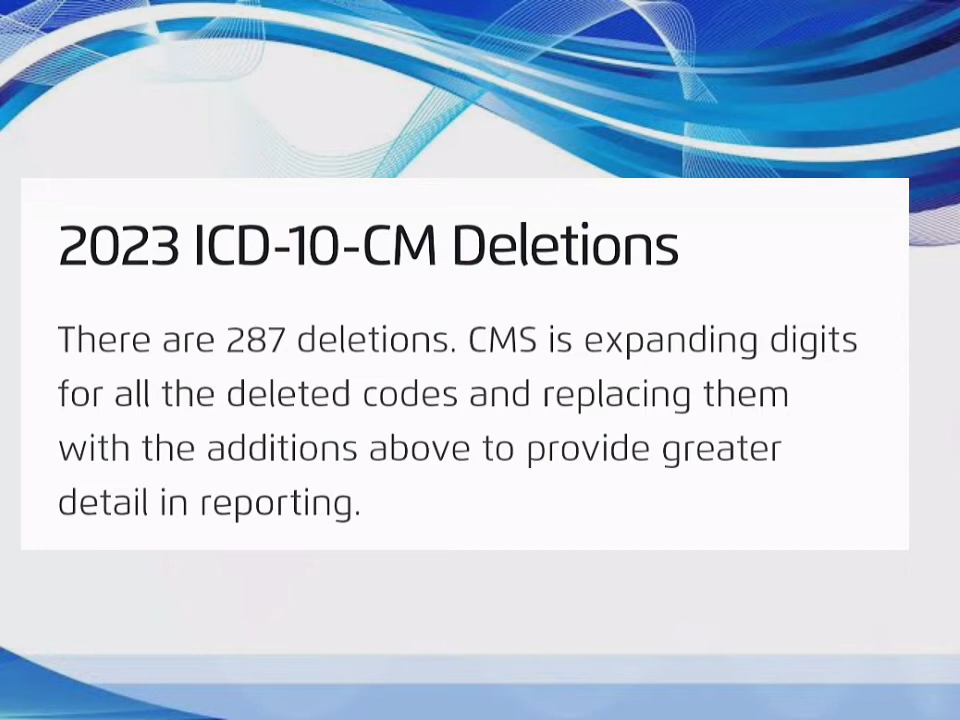 2023 ICD-10-CM Deletions
There are 287 deletions. CMS is expanding digits
for all the deleted codes and replacing them
with the additions above to provide greater
detail in reporting.